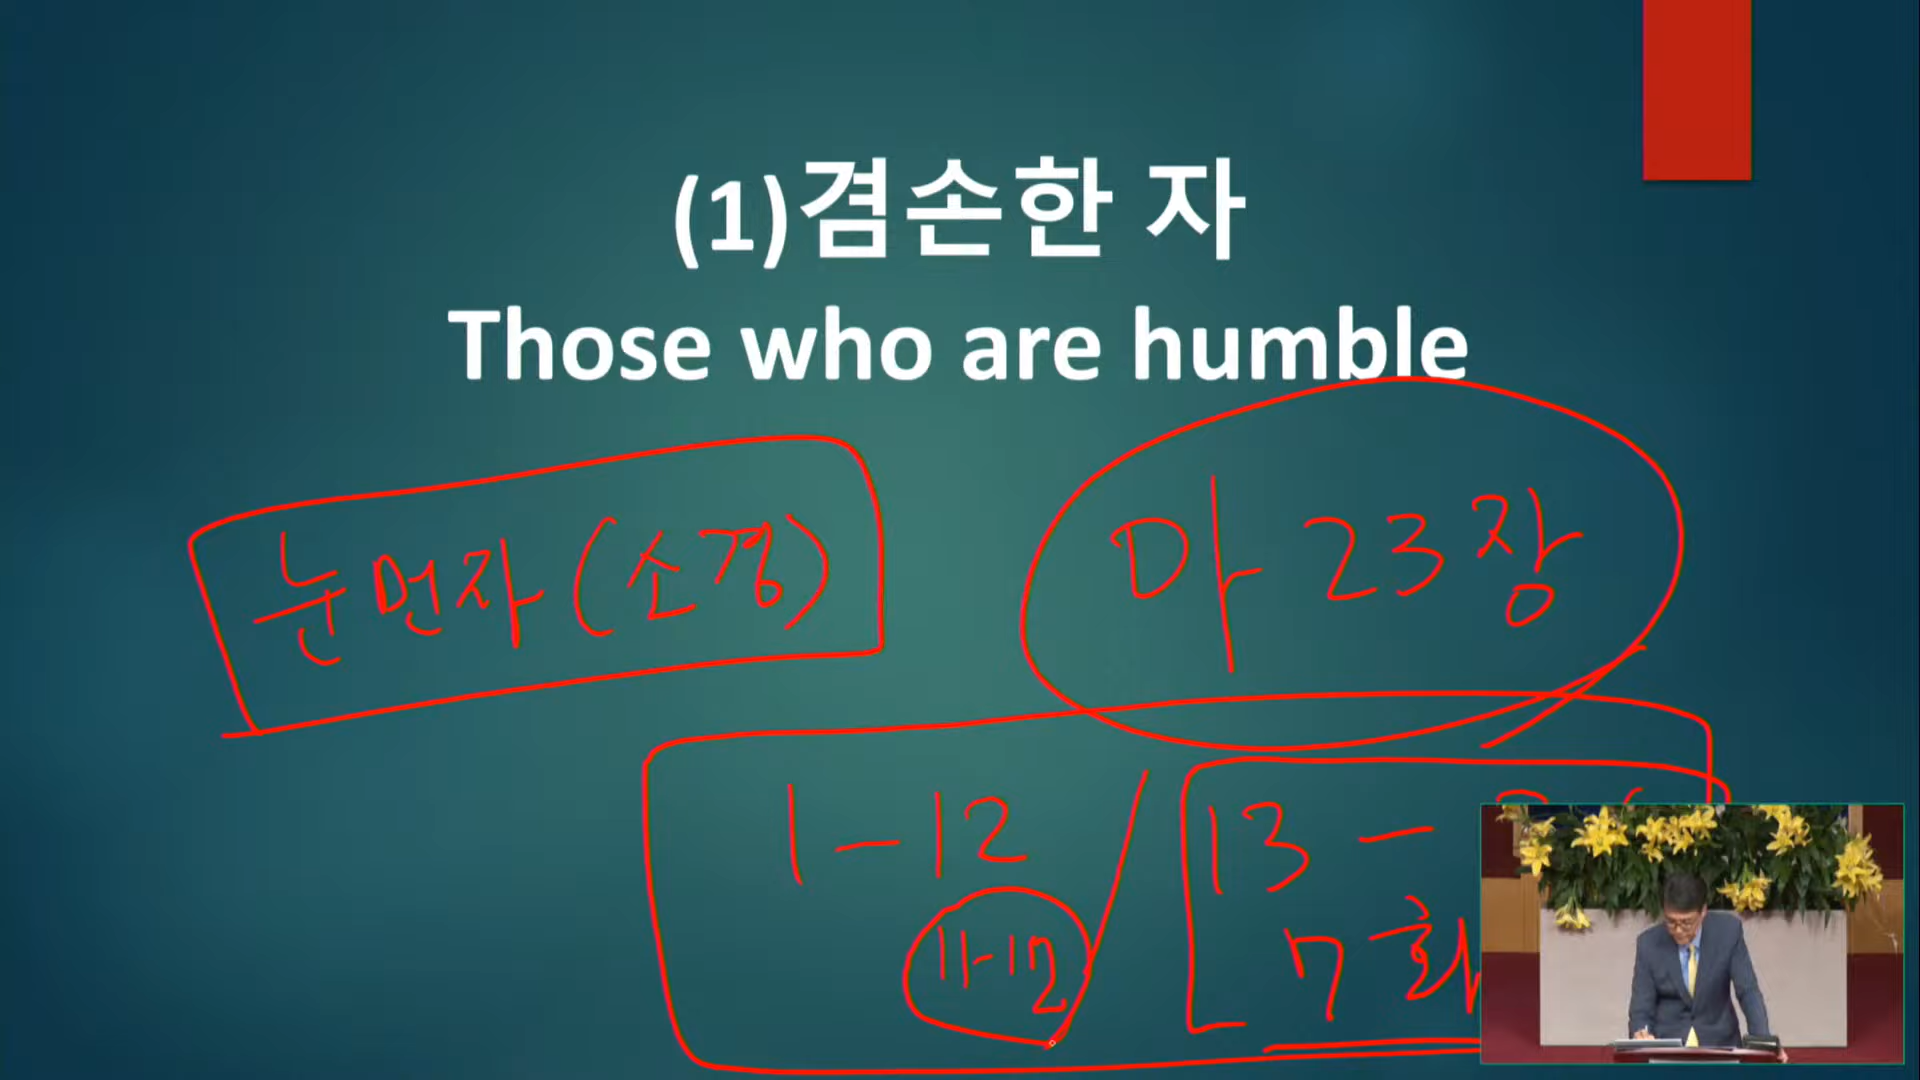 (1)겸손한 자
Those who are humble
눈먼자(소경)
마 23장
1-12 / 13-
11-12
7화